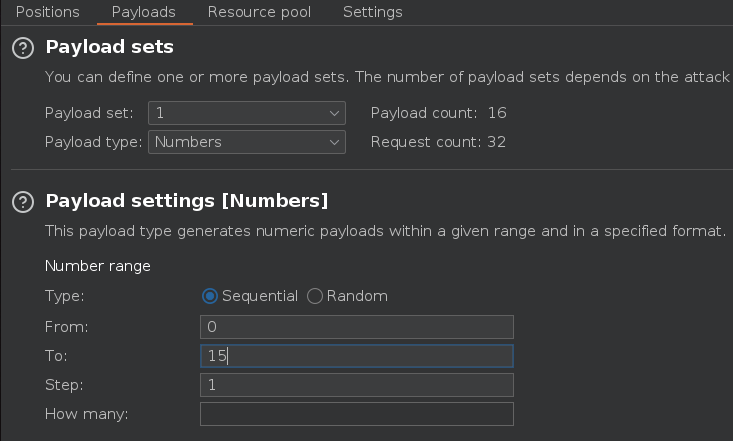 Positions Payloads Resource pool Settings
? Payload sets
You can define one or more payload sets. The number of payload sets depends on the attack
Payload set: 1 Payload count: 16
Payload type: Numbers Request count: 32
? Payload settings [Numbers]
This payload type generates numeric payloads within a given range and in a specified format.
Number range
Type: Sequential Random
From: 0
To: 15
Step: 1
How many: